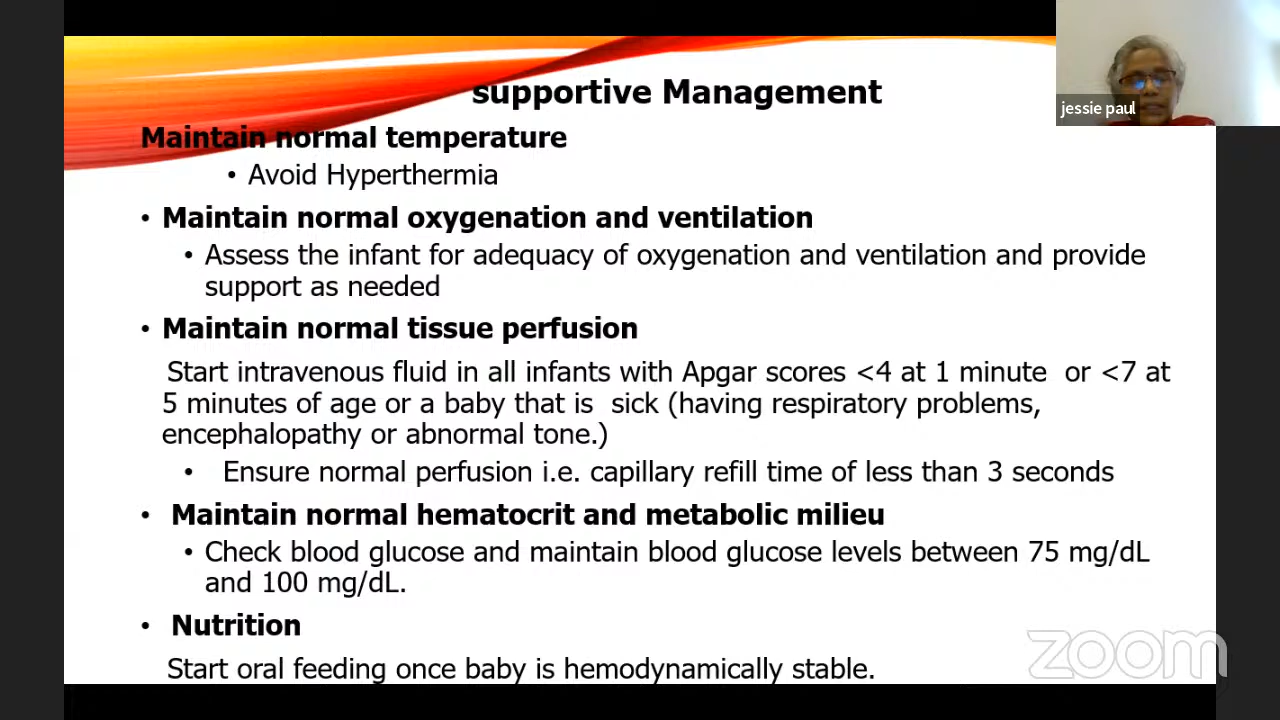 jessie paul
supportive Management
Maintain normal temperature
• Avoid Hyperthermia
• Maintain normal oxygenation and ventilation
• Assess the infant for adequacy of oxygenation and ventilation and provide
support as needed
• Maintain normal tissue perfusion
Start intravenous fluid in all infants with Apgar scores <4 at 1 minute or <7 at
5 minutes of age or a baby that is sick (having respiratory problems,
encephalopathy or abnormal tone.)
• Ensure normal perfusion i.e. capillary refill time of less than 3 seconds
• Maintain normal hematocrit and metabolic milieu
• Check blood glucose and maintain blood glucose levels between 75 mg/dL
and 100 mg/dL.
• Nutrition
Start oral feeding once baby is hemodynamically stable.
zoom